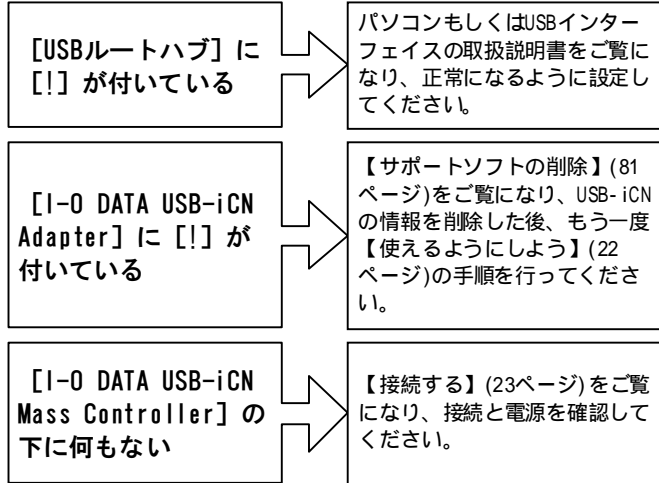 [USBルートハブ] に
[!] が付いている
パソコンもしくはUSBインター
フェイスの取扱説明書をご覧に
なり、正常になるように設定し
てください。
[I-O DATA USB-iCN
Adapter] に [!] が
付いている
【サポートソフトの削除】(81
ページ)をご覧になり、USB-iCN
の情報を削除した後、もう一度
【使えるようにしよう】(22
ページ)の手順を行ってくださ
い。
[I-O DATA USB-iCN
Mass Controller] の
下に何もない
【接続する】(23ページ)をご覧
になり、接続と電源を確認して
ください。